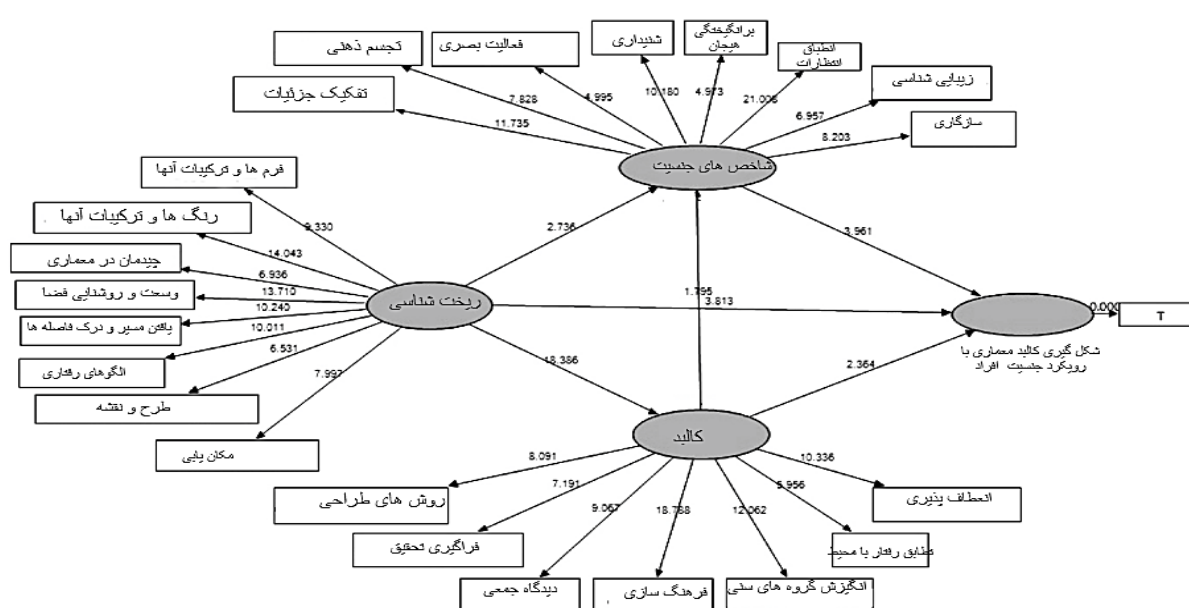 تجسم ذهنی
فعالیت بصری
شنیداری
برانگیختگی
هیجان
انطباق
انتظارات
زیبایی شناسی
سازگاری
تفکیک جزئیات
7.828
4.995
10.180
4.973
21.008
6.957
8.203
11.735
شاخص های جنسیت
فرم ها و ترکیبات آنها
رنگ ها و ترکیبات آنها
چیدمان در معماری
وسعت و روشنایی فضا
یافتن مسیر و درک فاصله ها
الگوهای رفتاری
طرح و نقشه
مکان یابی
9.330
14.043
6.936
13.710
10.240
10.011
6.531
7.997
ریخت شناسی
2.736
3.961
1.795
3.813
18.386
2.364
0.000
T
شکل گیری کالبد معماری با
رویکرد جنسیت افراد
کالبد
8.091
7.191
9.067
18.788
12.062
5.956
10.336
روش های طراحی
فراگیری تحقیق
دیدگاه جمعی
فرهنگ سازی
انگیزش گروه های سنی
تطابق رفتار با محیط
انعطاف پذیری